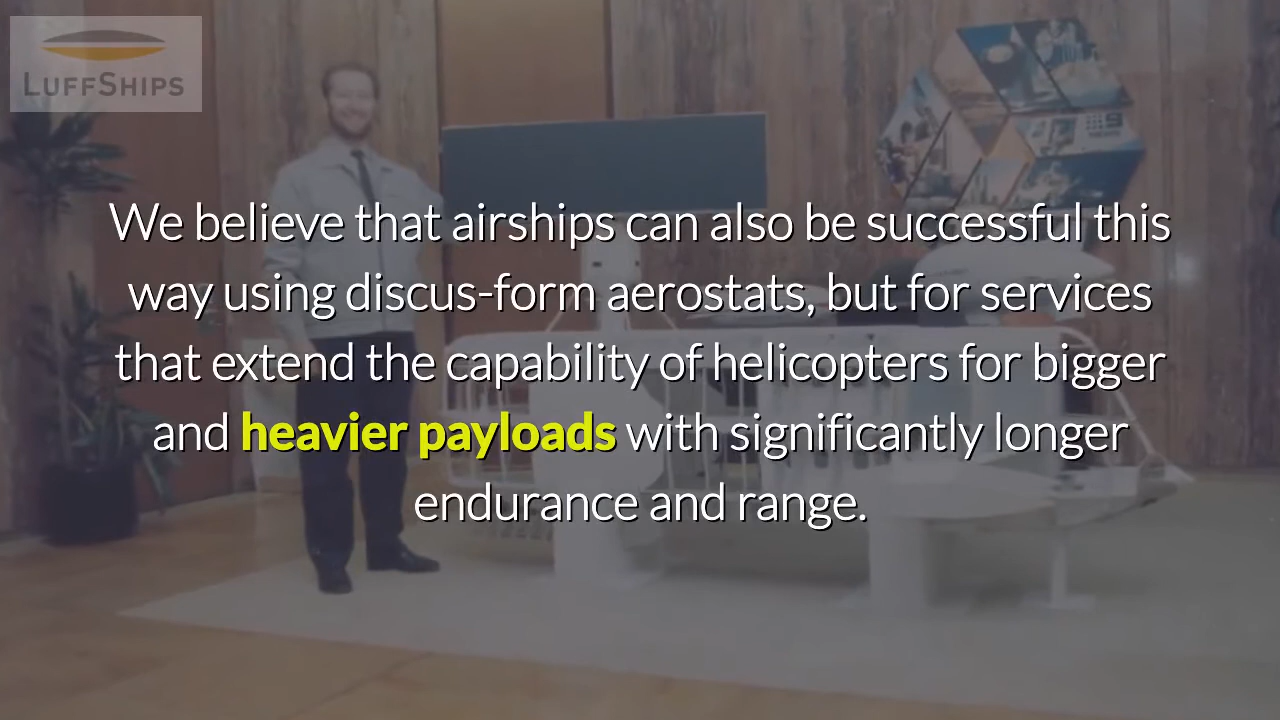 LUFFSHIPS
9
We believe that airships can also be successful this
way using discus-form aerostats, but for services
that extend the capability of helicopters for bigger
and heavier payloads with significantly longer
endurance and range.